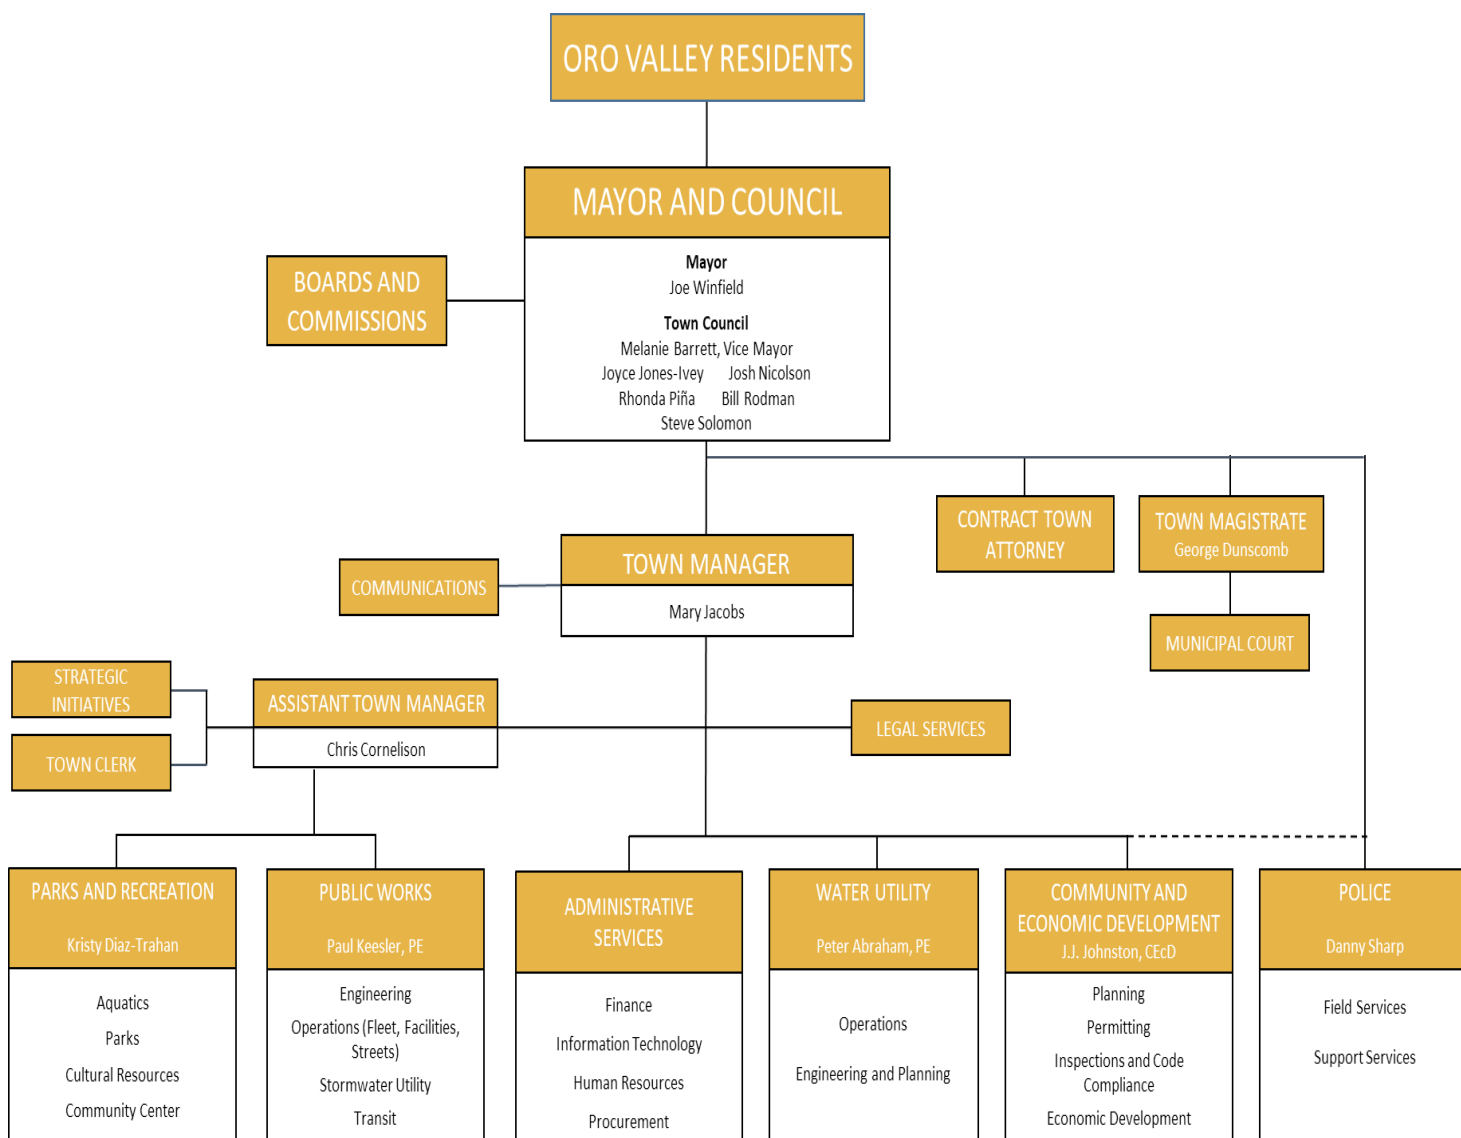 ORO VALLEY RESIDENTS
MAYOR AND COUNCIL
Mayor
Joe Winfield
Town Council
Melanie Barrett, Vice Mayor
Joyce Jones-Ivey Josh Nicolson
Rhonda Piña Bill Rodman
Steve Solomon
BOARDS AND
COMMISSIONS
CONTRACT TOWN
ATTORNEY
TOWN MAGISTRATE
George Dunscomb
MUNICIPAL COURT
TOWN MANAGER
Mary Jacobs
COMMUNICATIONS
STRATEGIC
INITIATIVES
TOWN CLERK
ASSISTANT TOWN MANAGER
Chris Cornelison
LEGAL SERVICES
PARKS AND RECREATION
Kristy Diaz-Trahan
Aquatics
Parks
Cultural Resources
Community Center
PUBLIC WORKS
Paul Keesler, PE
Engineering
Operations (Fleet, Facilities,
Streets)
Stormwater Utility
Transit
ADMINISTRATIVE
SERVICES
Finance
Information Technology
Human Resources
Procurement
WATER UTILITY
Peter Abraham, PE
Operations
Engineering and Planning
COMMUNITY AND
ECONOMIC DEVELOPMENT
J.J. Johnston, CEcD
Planning
Permitting
Inspections and Code
Compliance
Economic Development
POLICE
Danny Sharp
Field Services
Support Services